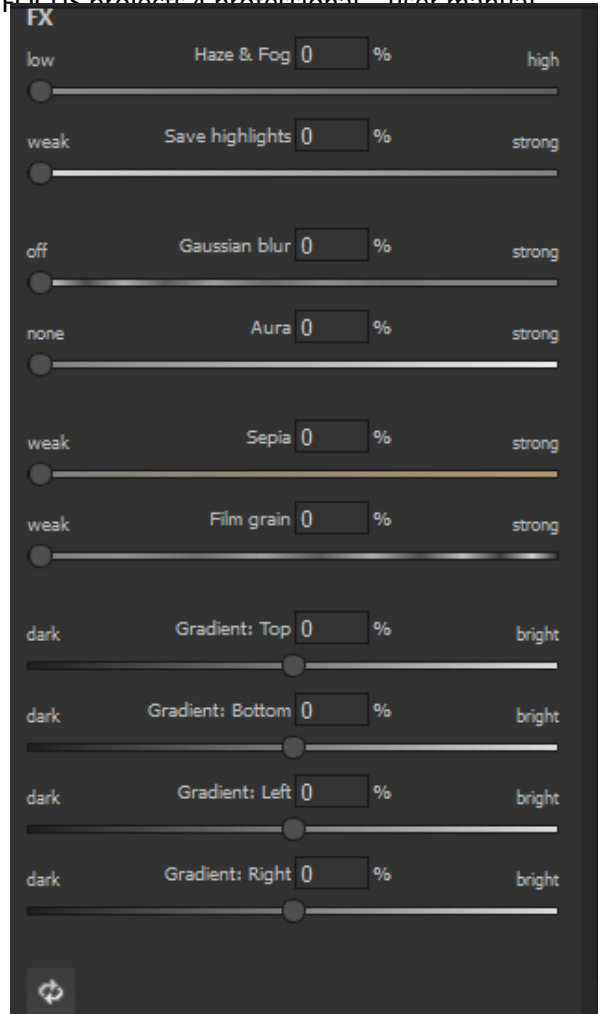 FX
Haze & Fog 0 %
low high
Save highlights 0 %
weak strong
Gaussian blur 0 %
off strong
Aura 0 %
none strong
Sepia 0 %
weak strong
Film grain 0 %
weak strong
Gradient: Top 0 %
dark bright
Gradient: Bottom 0 %
dark bright
Gradient: Left 0 %
dark bright
Gradient: Right 0 %
dark bright